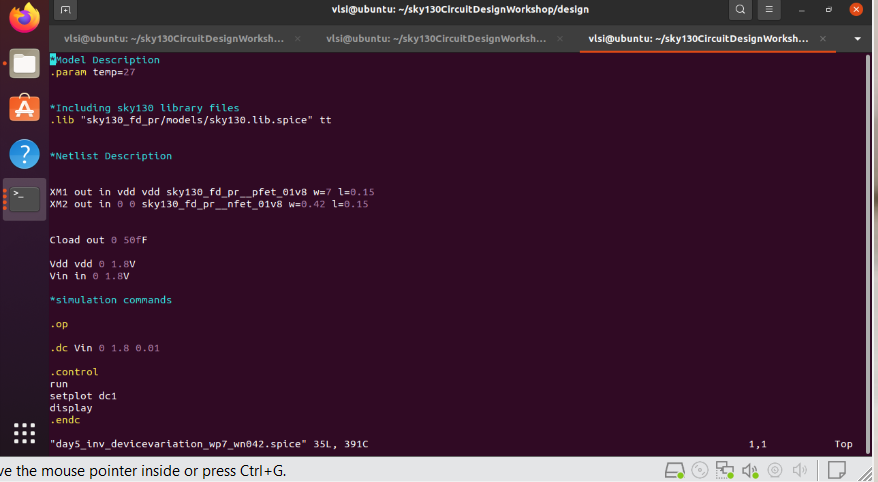 vlsi@ubuntu: ~/sky130CircuitDesignWorkshop/design
vlsi@ubuntu: ~/sky130CircuitDesignWorksh...
vlsi@ubuntu: ~/sky130CircuitDesignWorksh...
vlsi@ubuntu: ~/sky130CircuitDesignWorksh...
*Model Description
.param temp=27
*Including sky130 library files
.lib "sky130_fd_pr/models/sky130.lib.spice" tt
*Netlist Description
XM1 out in vdd vdd sky130_fd_pr__pfet_01v8 w=7 l=0.15
XM2 out in 0 0 sky130_fd_pr__nfet_01v8 w=0.42 l=0.15
Cload out 0 50fF
Vdd vdd 0 1.8V
Vin in 0 1.8V
*simulation commands
.op
.dc Vin 0 1.8 0.01
.control
run
setplot dc1
display
.endc
"day5_inv_devicevariation_wp7_wn042.spice" 35L, 391C 1,1 Top
ve the mouse pointer inside or press Ctrl+G.